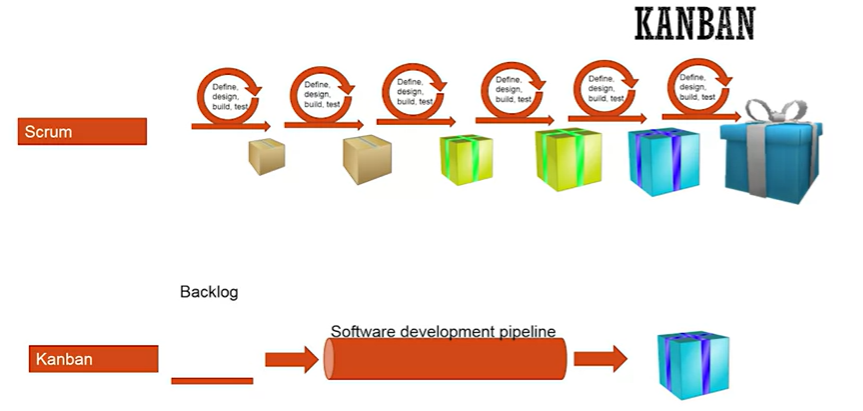 KANBAN
Define,
design,
build, test
Define,
design,
build, test
Define,
design,
build, test
Define,
design,
build, test
Define,
design,
build, test
Define,
design,
build, test
Scrum
Backlog
Software development pipeline
Kanban